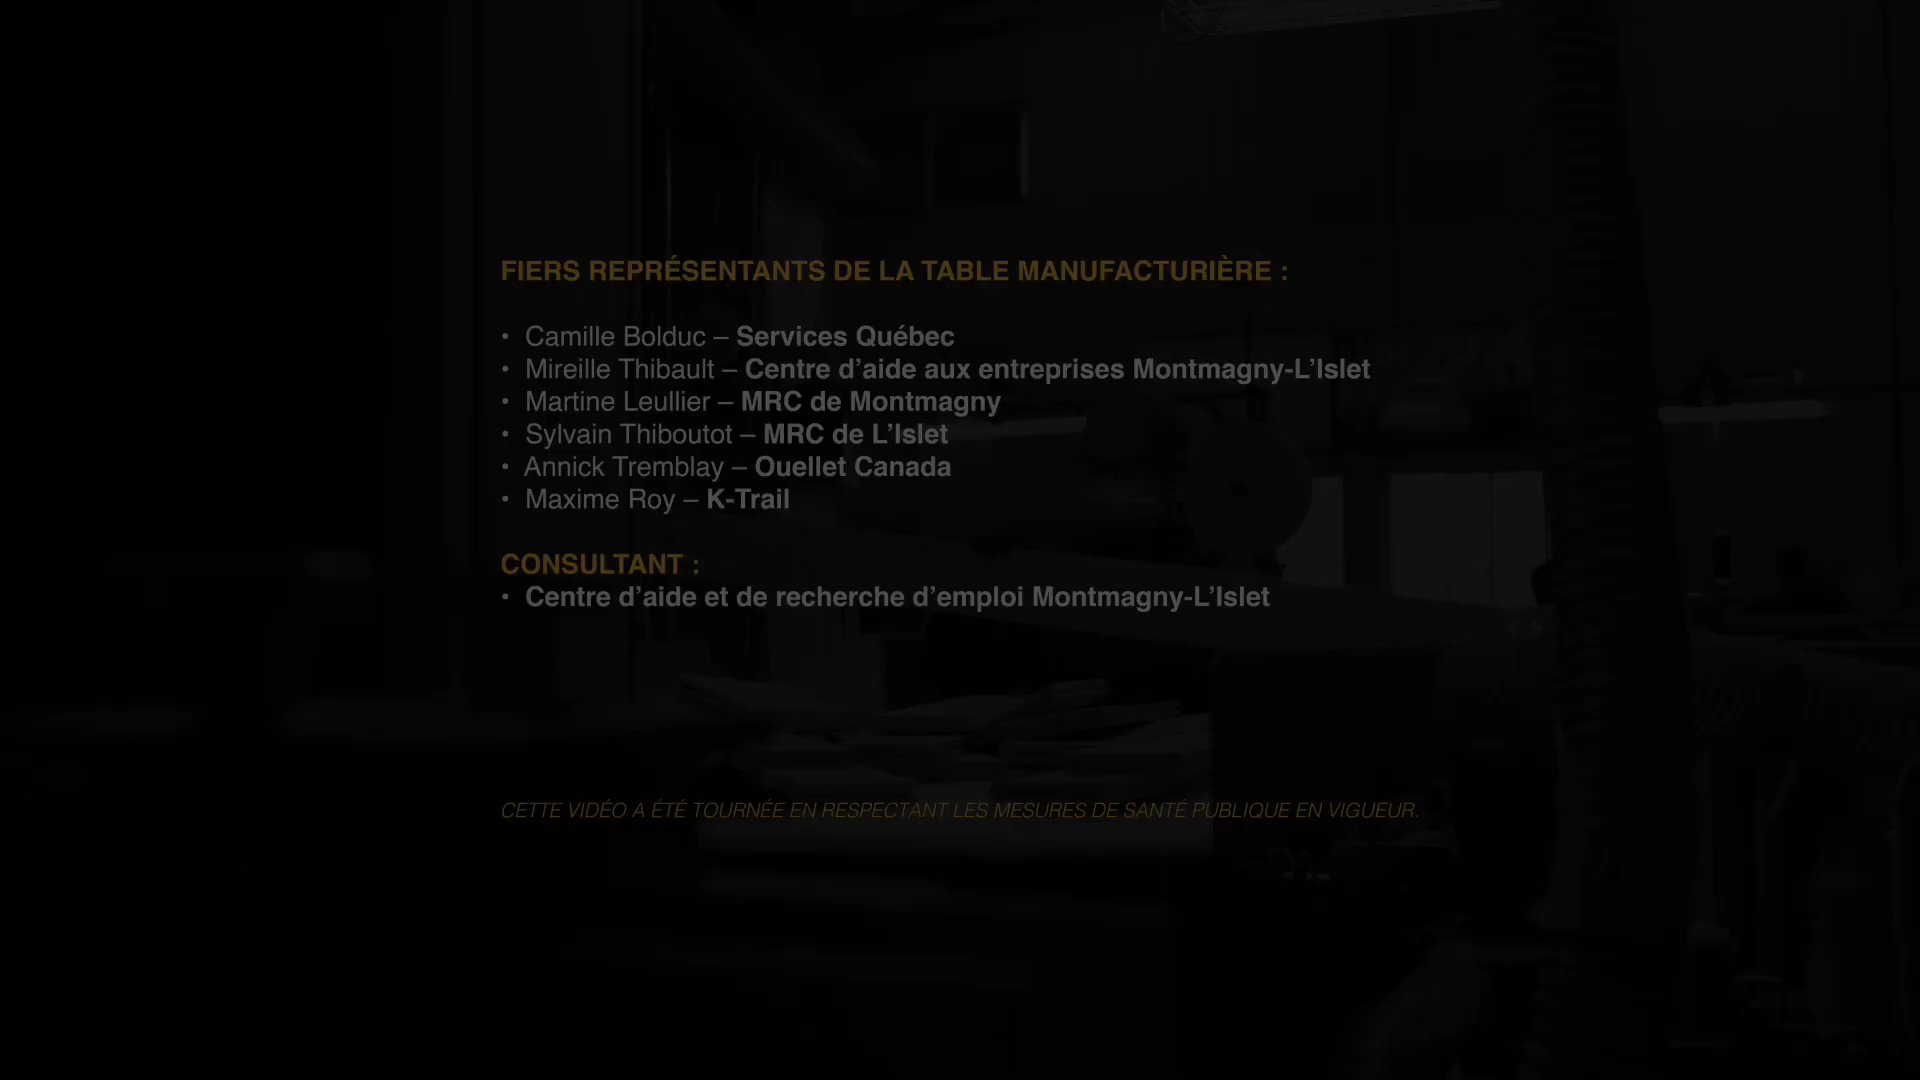 FIERS REPRÉSENTANTS DE LA TABLE MANUFACTURIÈRE :
• Camille Bolduc – Services Québec
• Mireille Thibault – Centre d’aide aux entreprises Montmagny-L’Islet
• Martine Leullier – MRC de Montmagny
• Sylvain Thiboutot – MRC de L’Islet
• Annick Tremblay – Ouellet Canada
• Maxime Roy – K-Trail
CONSULTANT :
• Centre d’aide et de recherche d’emploi Montmagny-L’Islet
CETTE VIDÉO A ÉTÉ TOURNÉE EN RESPECTANT LES MESURES DE SANTÉ PUBLIQUE EN VIGUEUR.